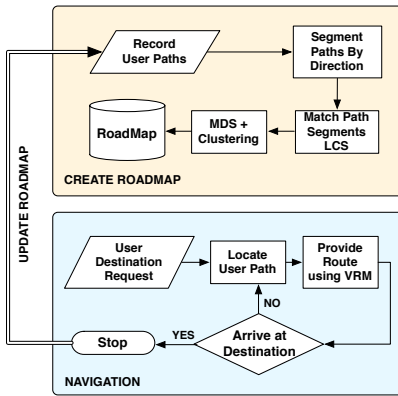 Record
User Paths
Segment
Paths By
Direction
Match Path
Segments
LCS
MDS +
Clustering
RoadMap
CREATE ROADMAP
UPDATE ROADMAP
User
Destination
Request
Locate
User Path
Provide
Route
using VRM
NO
Arrive at
Destination
YES
Stop
NAVIGATION